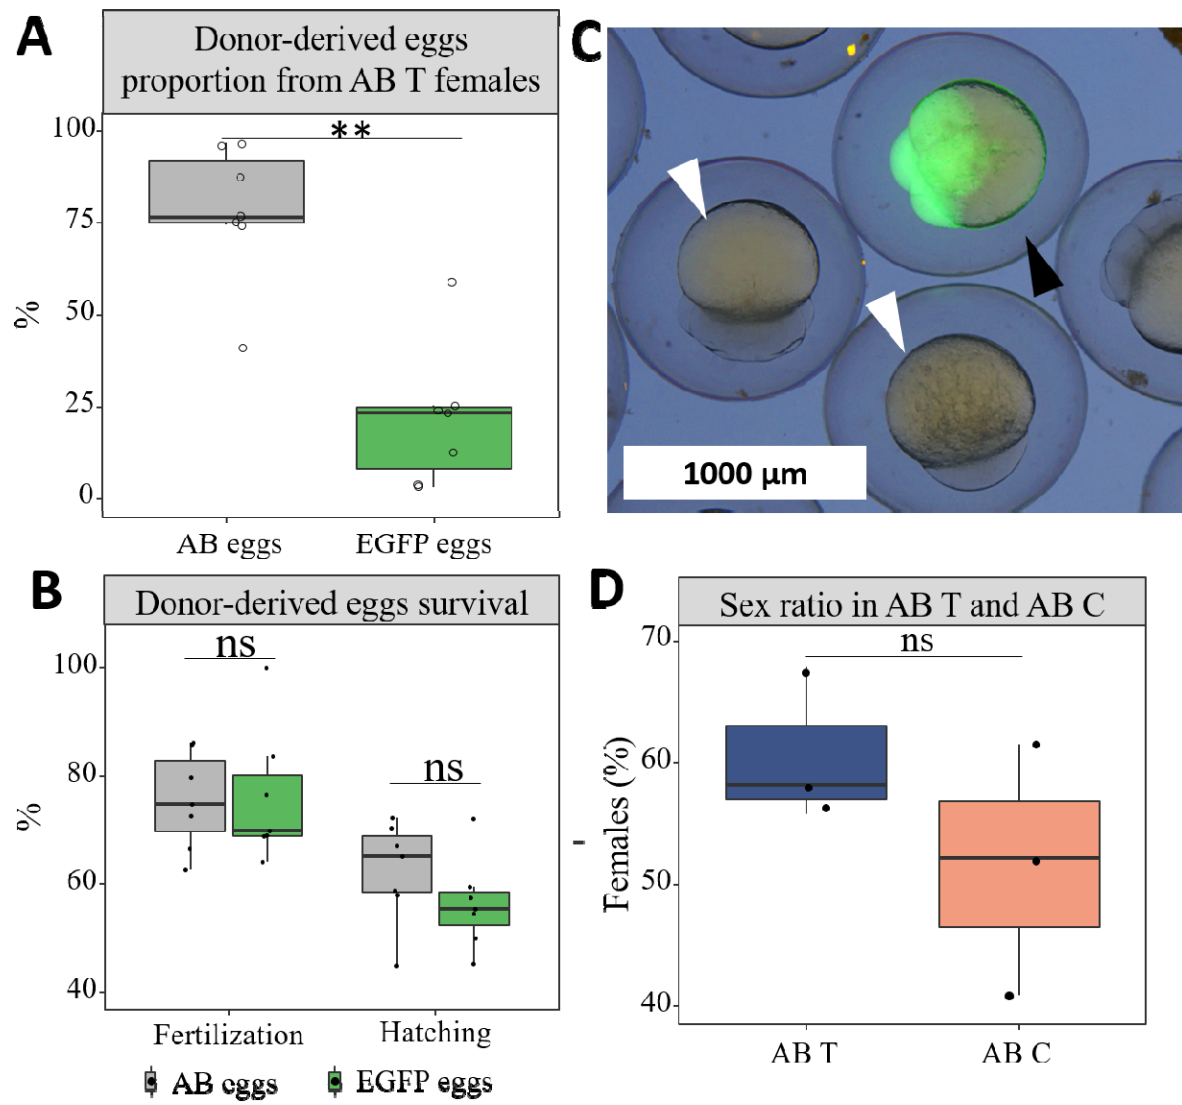 A
Donor-derived eggs
proportion from AB T females
100
75
50
25
0
%
**
AB eggs
EGFP eggs
B
Donor-derived eggs survival
100
80
60
40
%
ns
ns
Fertilization
Hatching
AB eggs
EGFP eggs
C
1000 µm
D
Sex ratio in AB T and AB C
70
60
50
40
Females (%)
ns
AB T
AB C